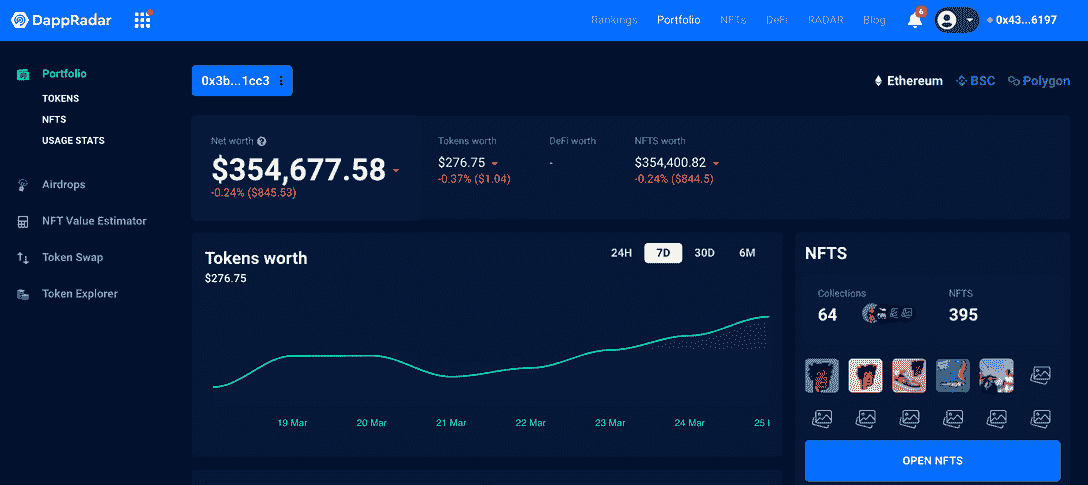 DappRadar
Rankings Portfolio NFTs DeFi RADAR Blog 6 0x43...6197
Portfolio
TOKENS
NFTS
USAGE STATS
Airdrops
NFT Value Estimator
Token Swap
Token Explorer
0x3b...1cc3
Ethereum BSC Polygon
Net worth
$354,677.58
-0.24% ($845.53)
Tokens worth
$276.75
-0.37% ($1.04)
DeFi worth
-
NFTS worth
$354,400.82
-0.24% ($844.5)
Tokens worth
$276.75
24H 7D 30D 6M
19 Mar 20 Mar 21 Mar 22 Mar 23 Mar 24 Mar 25
NFTS
Collections
64
NFTS
395
OPEN NFTS